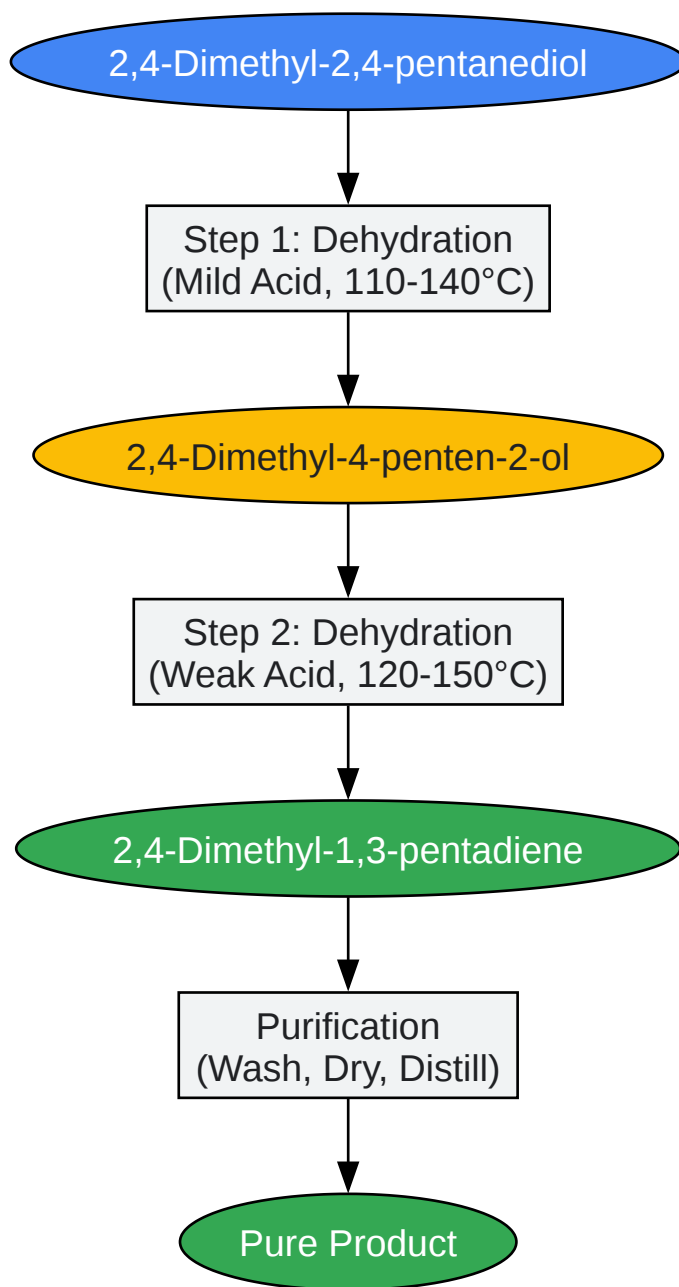 2,4-Dimethyl-2,4-pentanediol
Step 1: Dehydration
(Mild Acid, 110-140°C)
2,4-Dimethyl-4-penten-2-ol
Step 2: Dehydration
(Weak Acid, 120-150°C)
2,4-Dimethyl-1,3-pentadiene
Purification
(Wash, Dry, Distill)
Pure Product